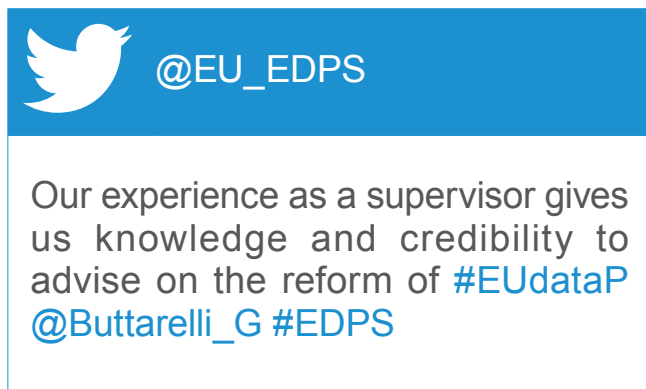 @EU_EDPS
Our experience as a supervisor gives
us knowledge and credibility to
advise on the reform of #EUdataP
@Buttarelli_G #EDPS